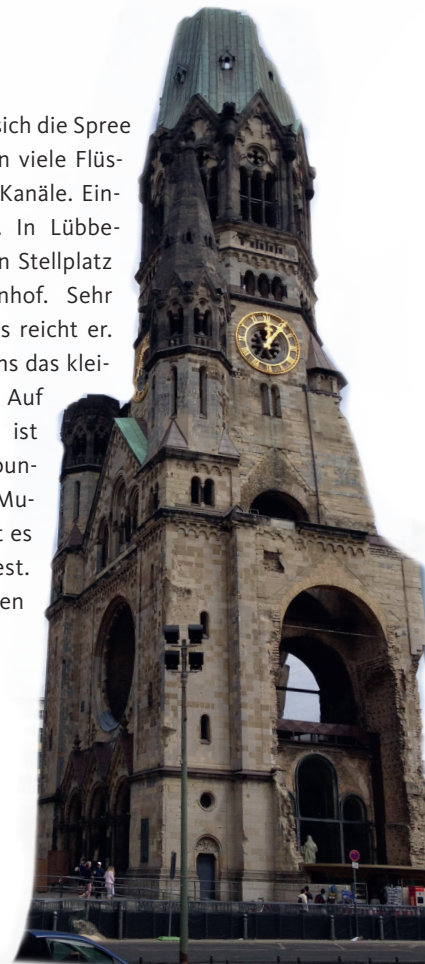 sich die Spree
n viele Flüs-
Kanäle. Ein-
In Lübbe-
n Stellplatz
nhof. Sehr
s reicht er.
ns das klei-
Auf
ist
oun-
Mu-
t es
est.
en